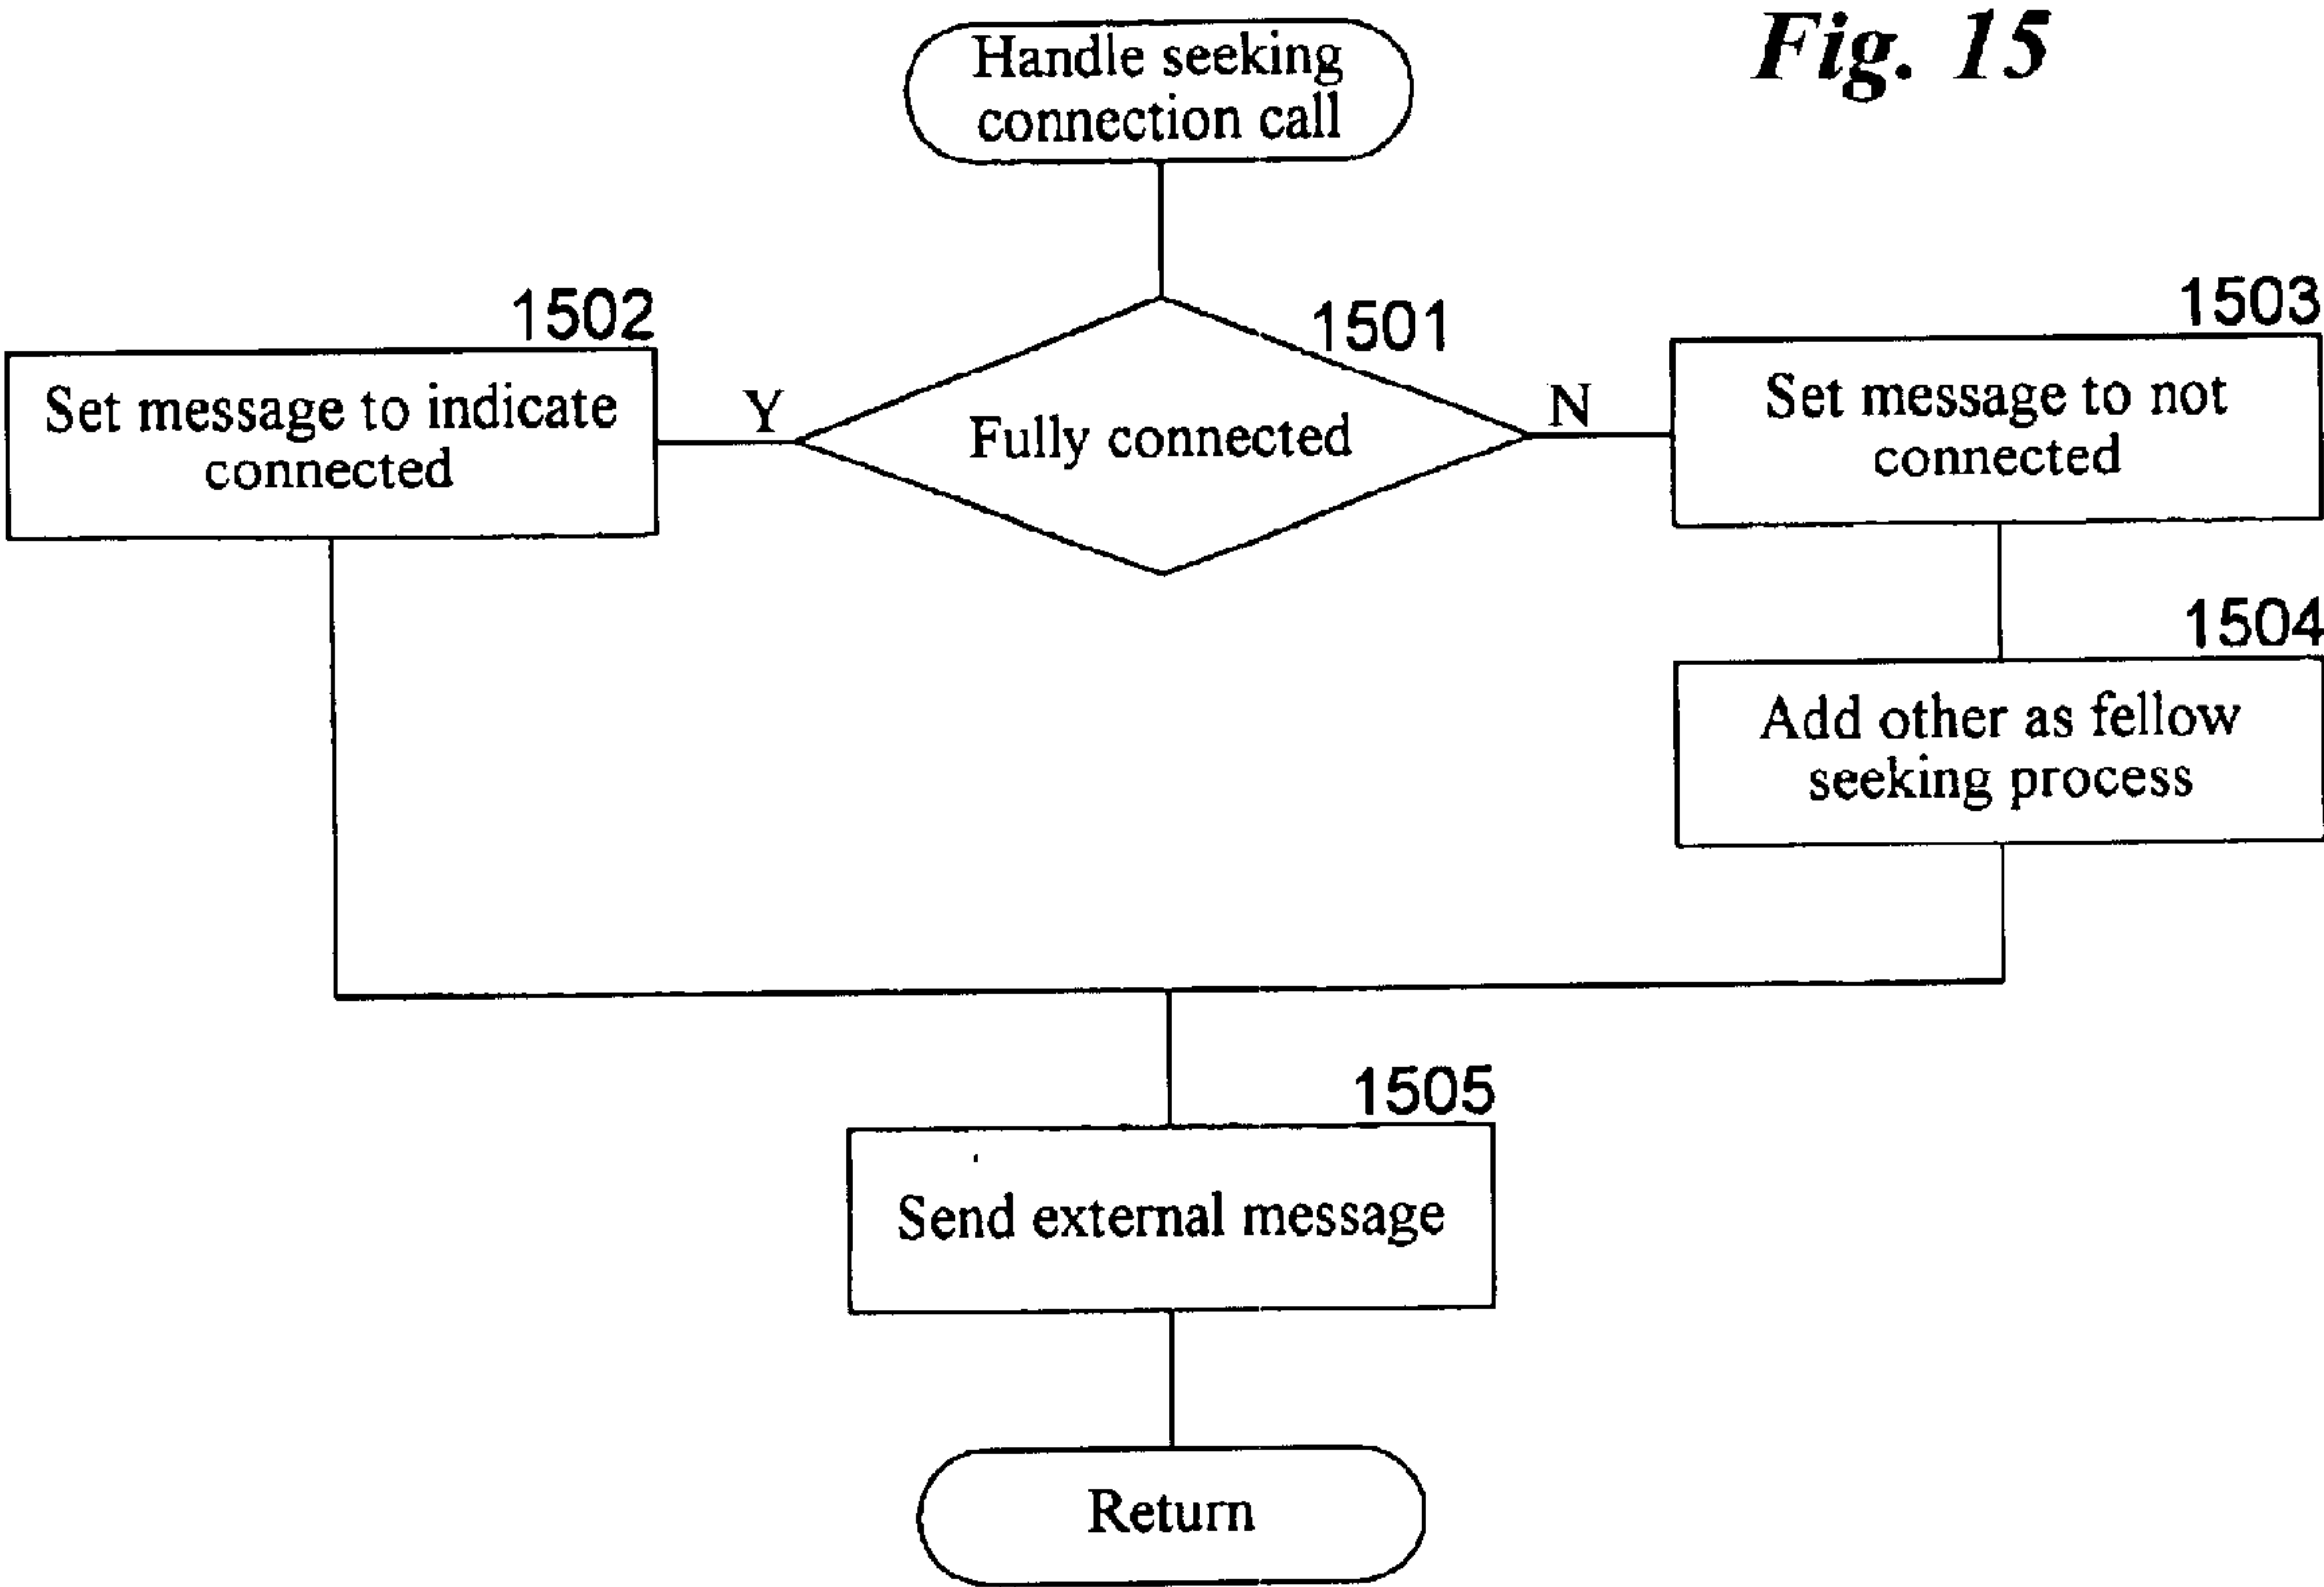 Fig. 15
Handle seeking
connection call
1501
Fully connected
Y
N
1502
Set message to indicate
connected
1503
Set message to not
connected
1504
Add other as fellow
seeking process
1505
Send external message
Return